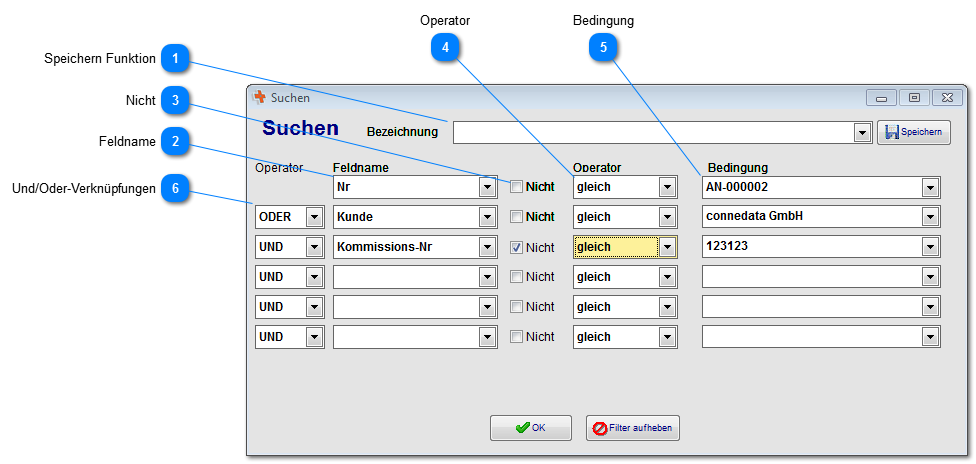 Operator
Bedingung
4
5
Speichern Funktion 1
Nicht 3
Feldname 2
Und/Oder-Verknüpfungen 6
Suchen
Suchen Bezeichnung Speichern
Operator Feldname Operator Bedingung
Nr Nicht gleich AN-000002
ODER Kunde Nicht gleich connedata GmbH
UND Kommissions-Nr Nicht gleich 123123
UND Nicht gleich
UND Nicht gleich
UND Nicht gleich
OK Filter aufheben